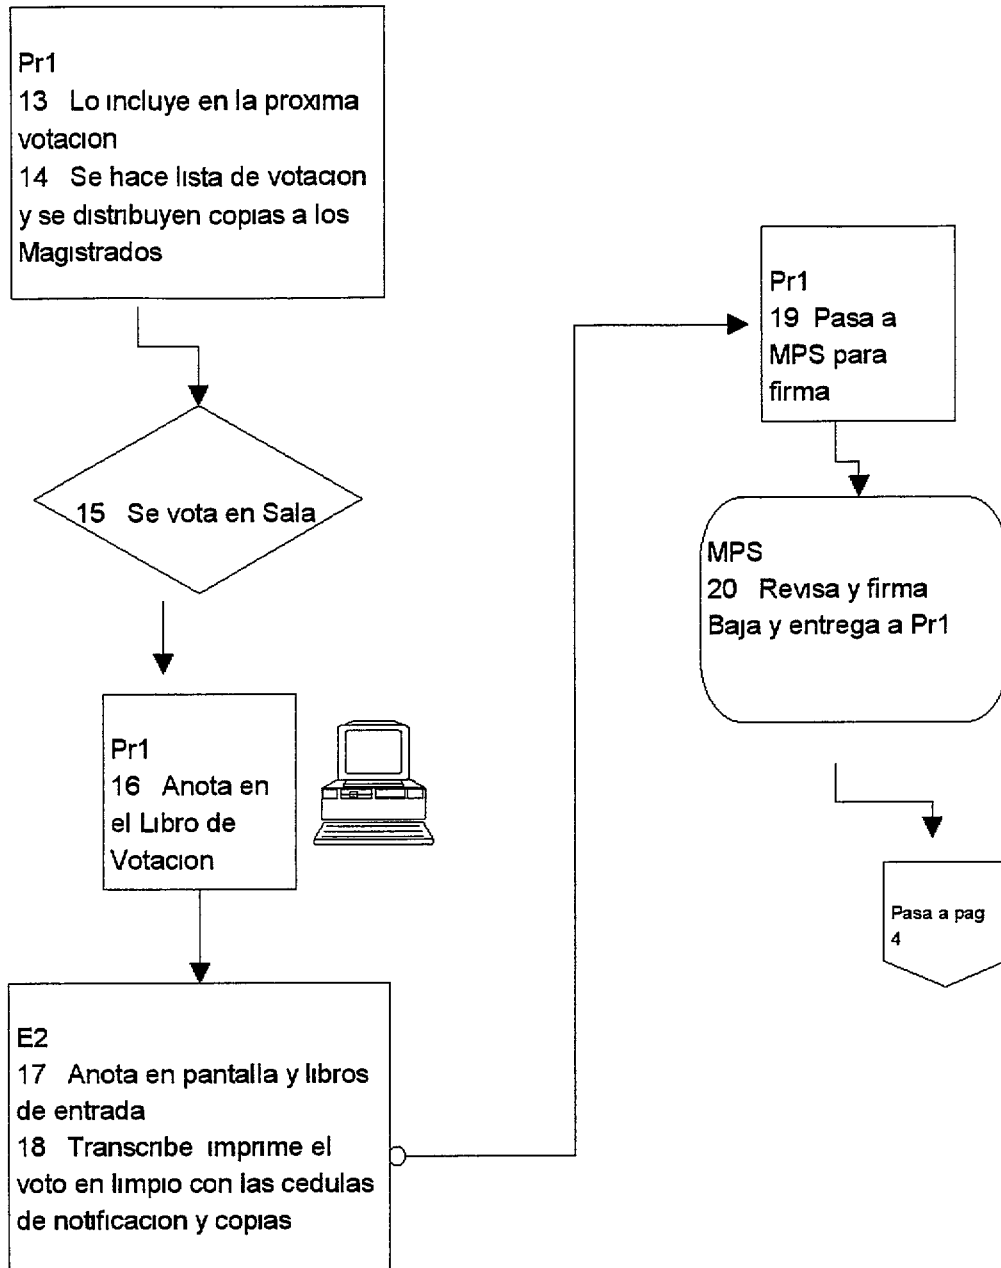 Pr1
13 Lo incluye en la proxima
votacion
14 Se hace lista de votacion
y se distribuyen copias a los
Magistrados
15 Se vota en Sala
Pr1
16 Anota en
el Libro de
Votacion
E2
17 Anota en pantalla y libros
de entrada
18 Transcribe imprime el
voto en limpio con las cedulas
de notificacion y copias
Pr1
19 Pasa a
MPS para
firma
MPS
20 Revisa y firma
Baja y entrega a Pr1
Pasa a pag
4